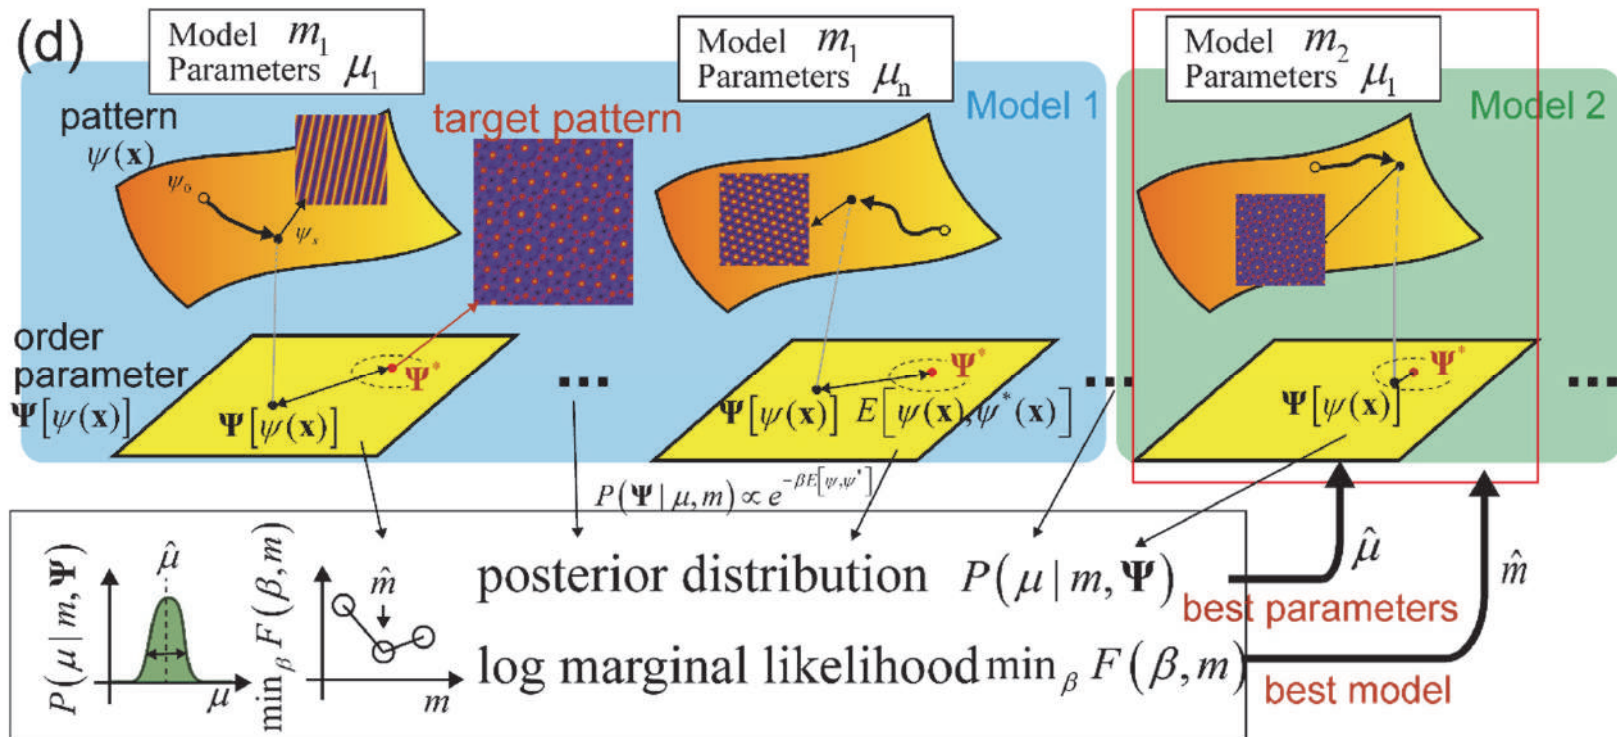 (d)
Model m₁
Parameters μ₁
Model m₁
Parameters μₙ
Model m₂
Parameters μ₁
pattern
ψ(x)
target pattern
Model 1
Model 2
ψ₀
ψₛ
order
parameter
Ψ[ψ(x)]
Ψ*
Ψ[ψ(x)]
...
Ψ*
Ψ[ψ(x)] E[ψ(x),ψ*(x)]
...
Ψ*
Ψ[ψ(x)]
...
P(Ψ | μ, m) ∝ e^{-βE[ψ,ψ*]}
P(μ | m, Ψ)
μ̂
μ
min_β F(β, m)
m̂
m
posterior distribution P(μ | m, Ψ)
best parameters
μ̂
m̂
log marginal likelihood min_β F(β, m)
best model